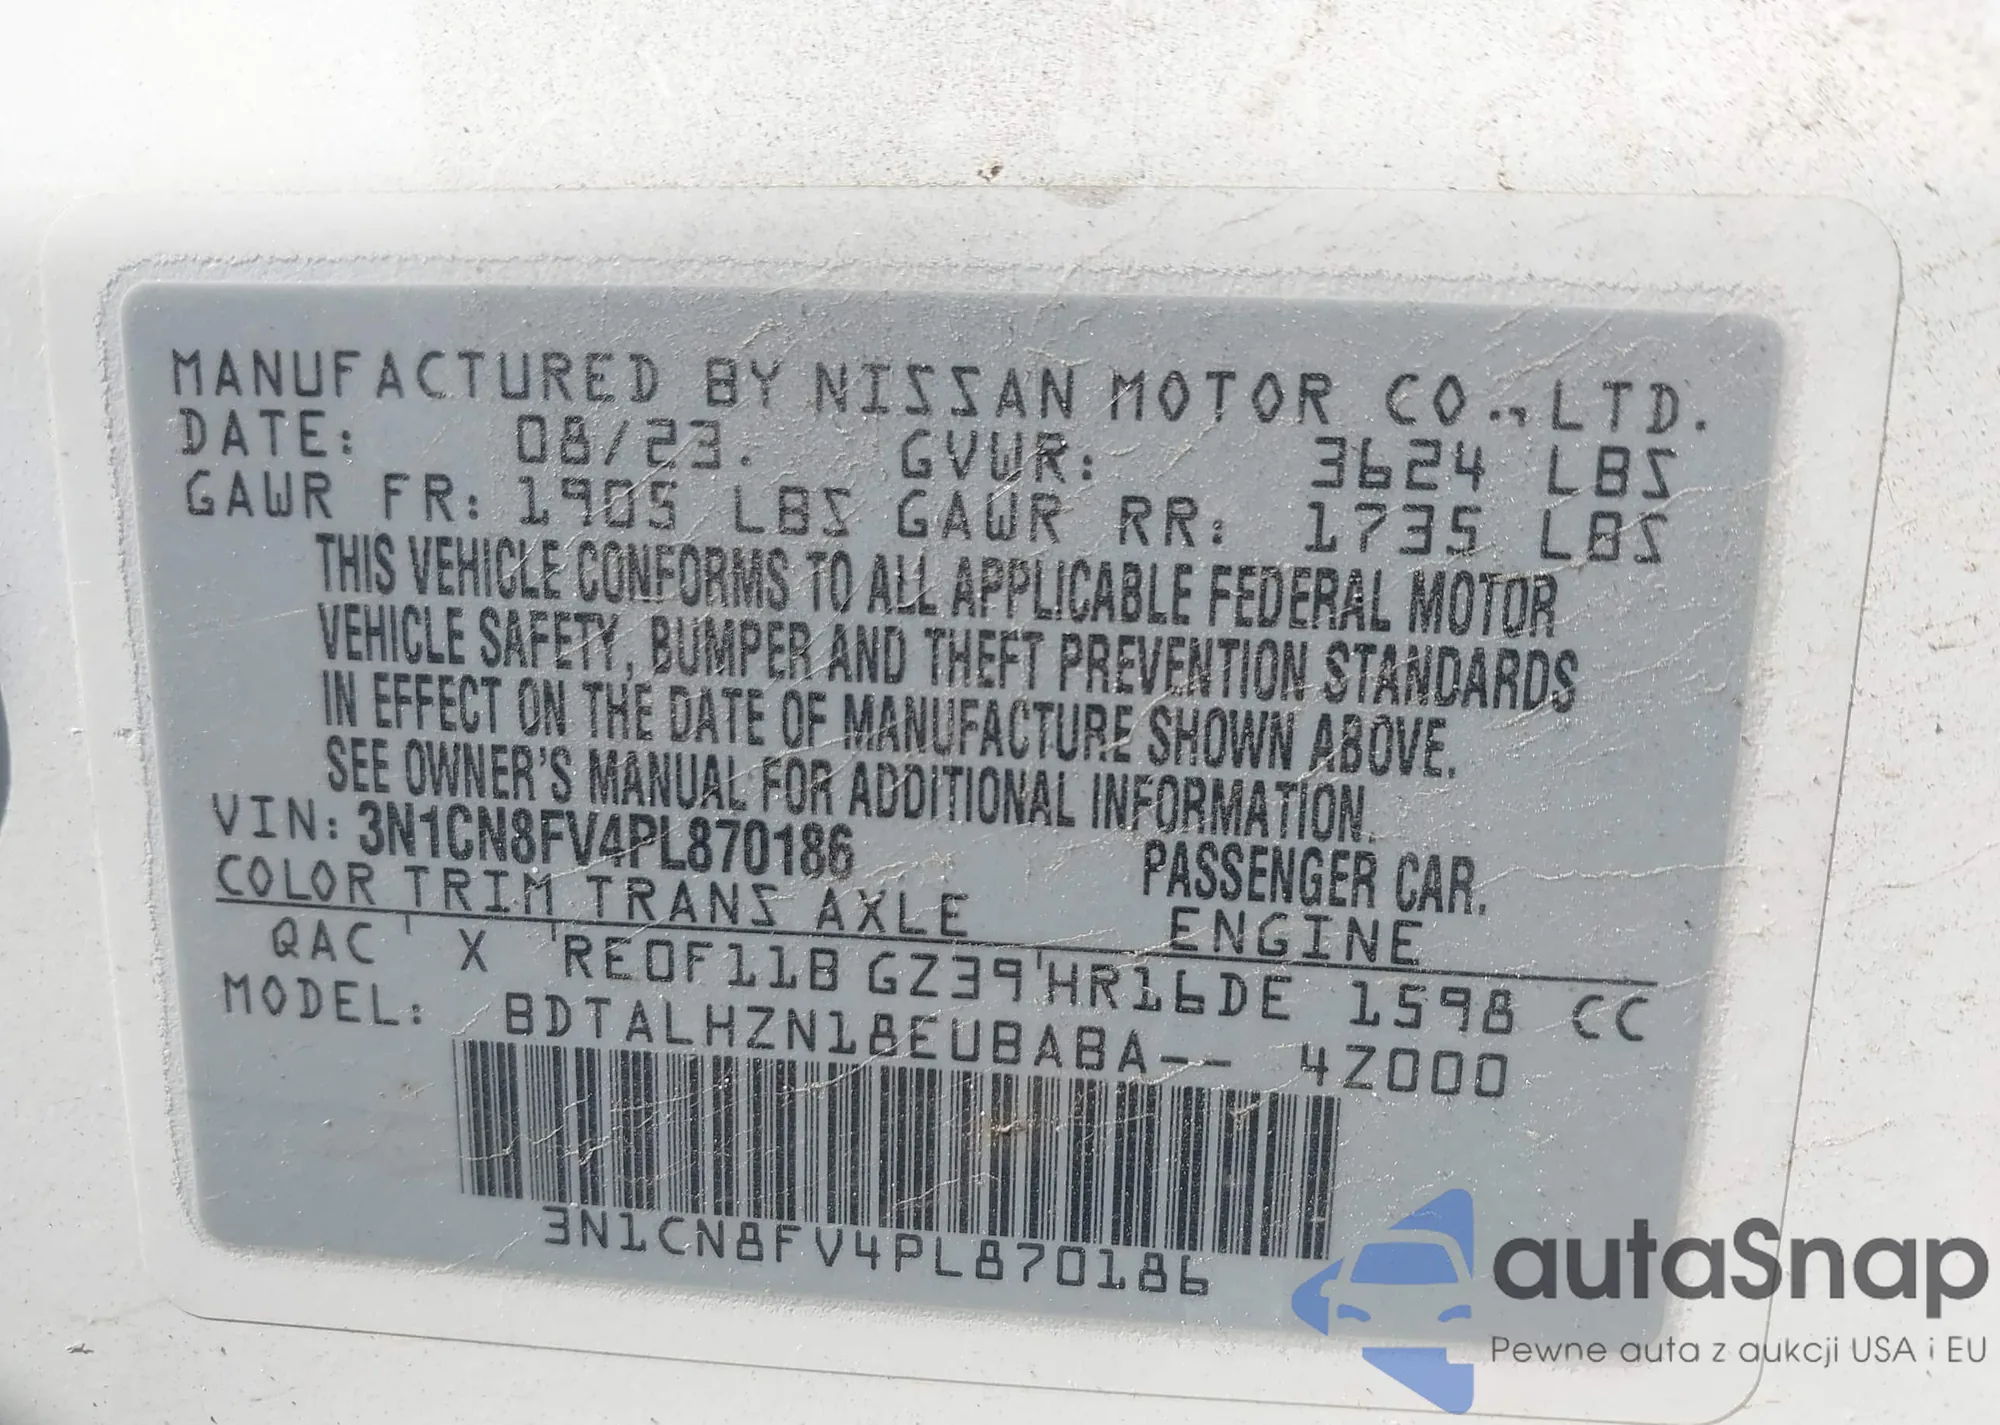 MANUFACTURED BY NISSAN MOTOR CO.,LTD.
DATE: 08/23. GVWR: 3624 LBS
GAWR FR: 1905 LBS GAWR RR: 1735 LBS
THIS VEHICLE CONFORMS TO ALL APPLICABLE FEDERAL MOTOR
VEHICLE SAFETY, BUMPER AND THEFT PREVENTION STANDARDS
IN EFFECT ON THE DATE OF MANUFACTURE SHOWN ABOVE.
SEE OWNER'S MANUAL FOR ADDITIONAL INFORMATION.
VIN: 3N1CN8FV4PL870186 PASSENGER CAR.
COLOR TRIM TRANS AXLE ENGINE
QAC X RE0F11B GZ39 HR16DE 1598 CC
MODEL: BDTALHZN18EUBABA-- 4Z000
3N1CN8FV4PL870186
autaSnap
Pewne auta z aukcji USA i EU